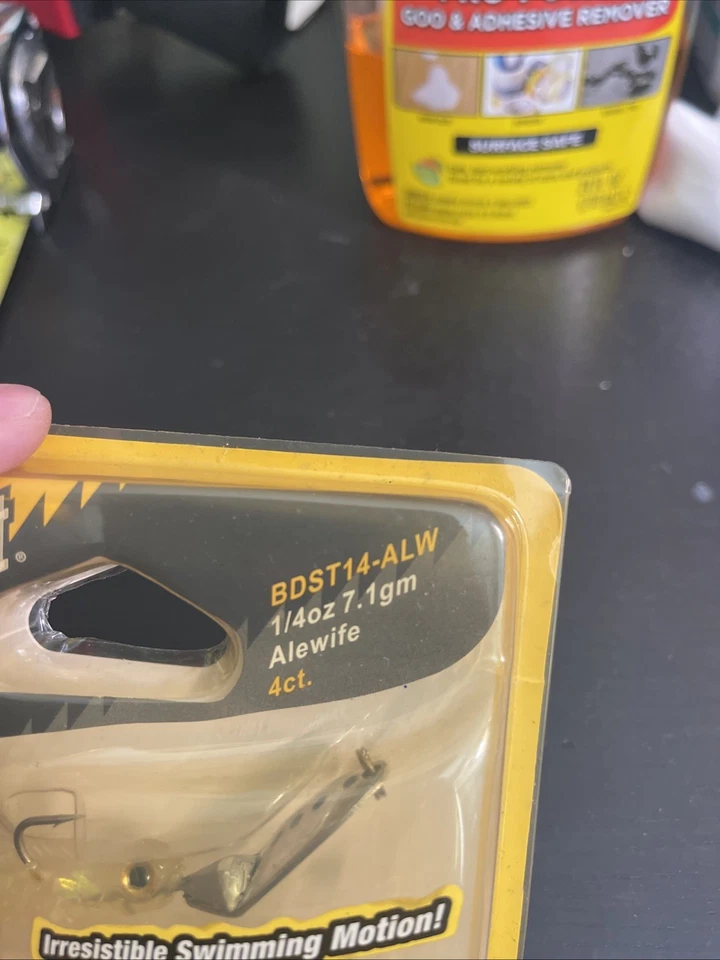 GOO & ADHESIVE REMOVER
SURFACE SAFE
®
BDST14-ALW
1/4oz 7.1gm
Alewife
4ct.
Irresistible Swimming Motion!